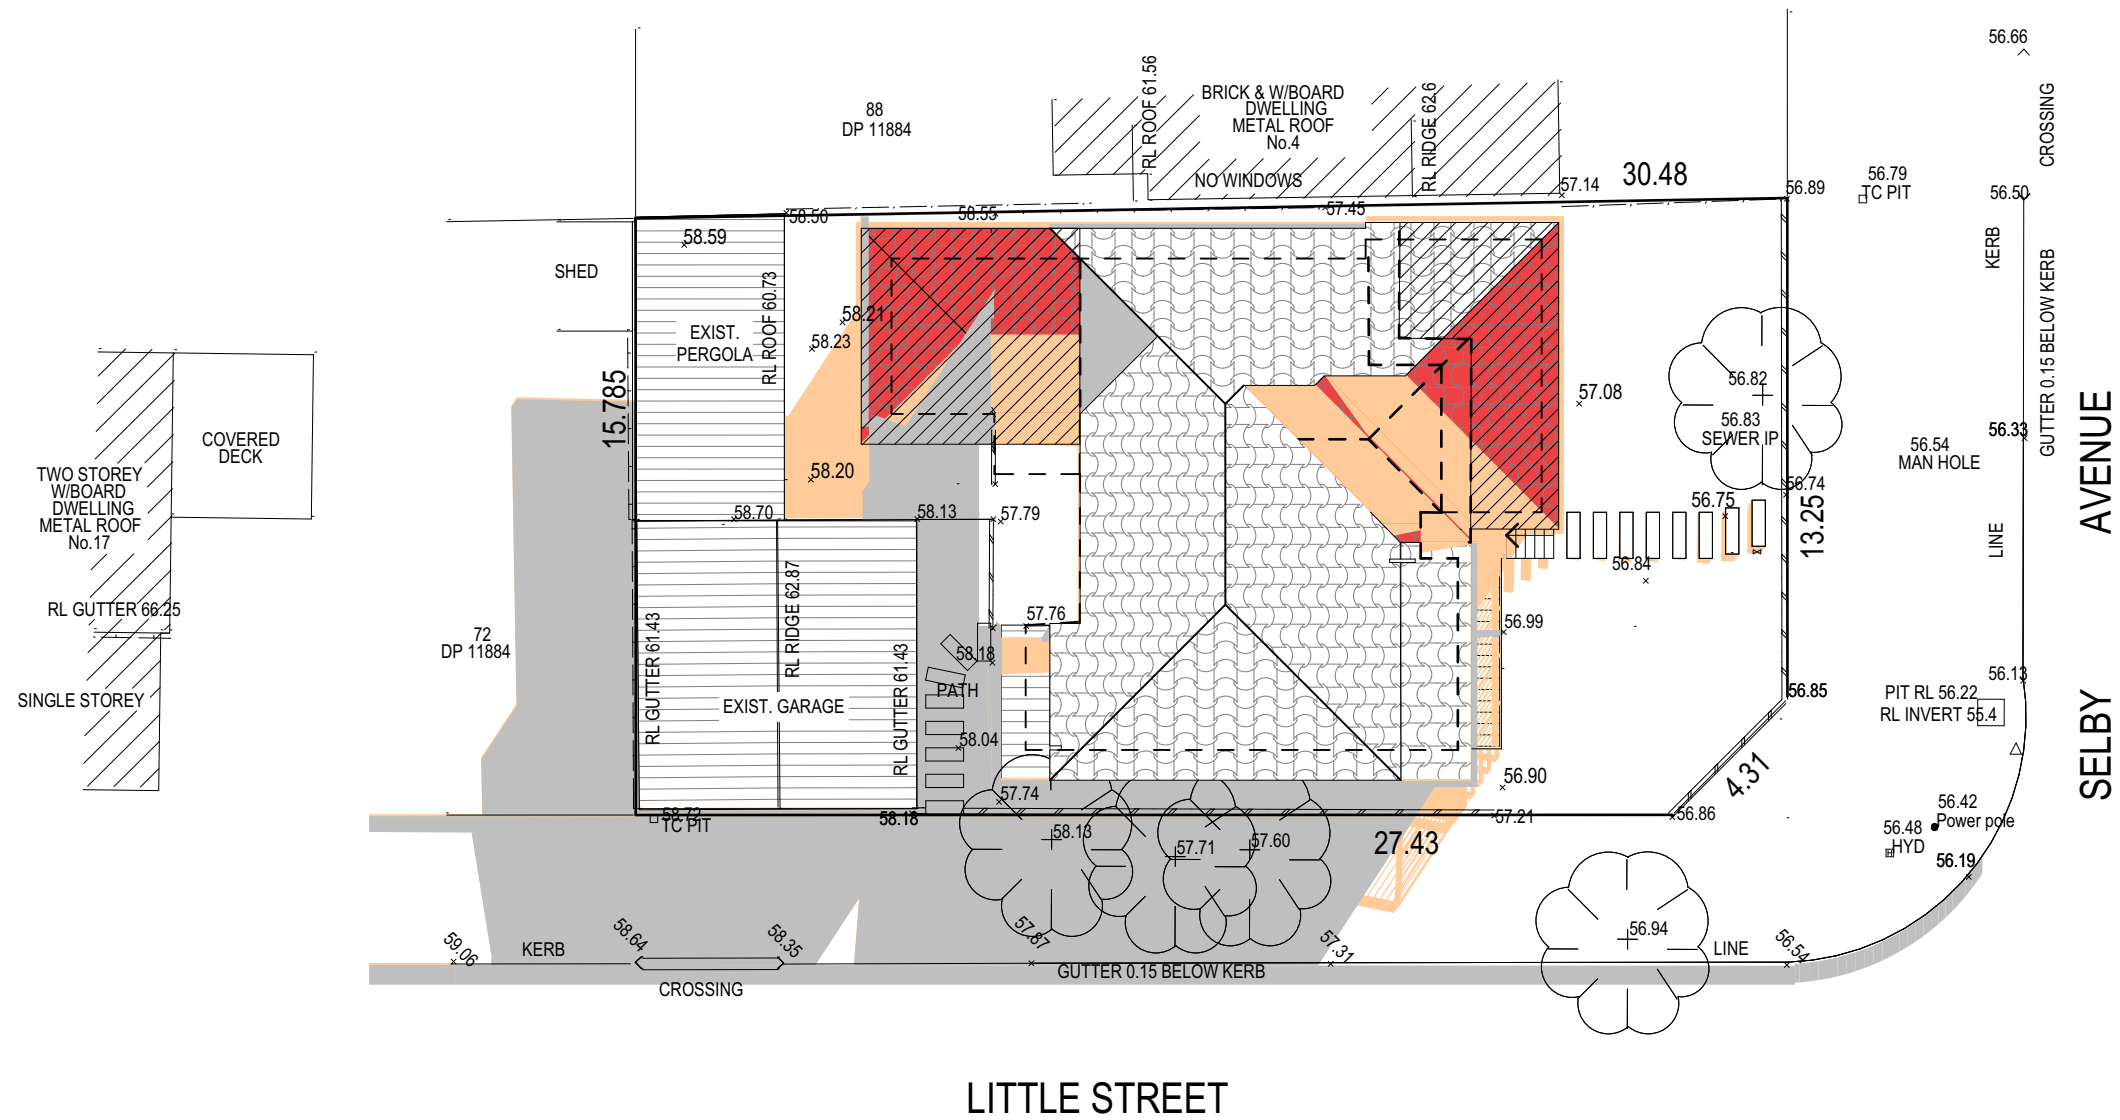 56.66
CROSSING
88
DP 11884
RL ROOF 61.56
BRICK & W/BOARD
DWELLING
METAL ROOF
No.4
RL RIDGE 62.6
NO WINDOWS
57.14
30.48
56.89
56.79
TC PIT
56.50
58.50
58.55
57.45
58.59
SHED
KERB
GUTTER 0.15 BELOW KERB
RL ROOF 60.73
EXIST.
PERGOLA
58.21
58.23
15.785
57.08
56.82
56.83
SEWER IP
56.54
MAN HOLE
56.33
AVENUE
COVERED
DECK
TWO STOREY
W/BOARD
DWELLING
METAL ROOF
No.17
58.20
56.74
56.75
13.25
58.70
58.13
57.79
LINE
56.84
RL GUTTER 66.25
RL RIDGE 62.87
57.76
56.99
72
DP 11884
RL GUTTER 61.43
RL GUTTER 61.43
58.18
PATH
SINGLE STOREY
EXIST. GARAGE
56.13
56.85
PIT RL 56.22
RL INVERT 55.4
SELBY
58.04
56.90
4.31
57.74
58.72
TC PIT
58.18
57.21
56.86
56.42
Power pole
58.13
57.71
57.60
27.43
56.48
HYD
56.19
59.06
KERB
58.64
58.35
57.87
57.31
56.94
LINE
56.54
GUTTER 0.15 BELOW KERB
CROSSING
LITTLE STREET